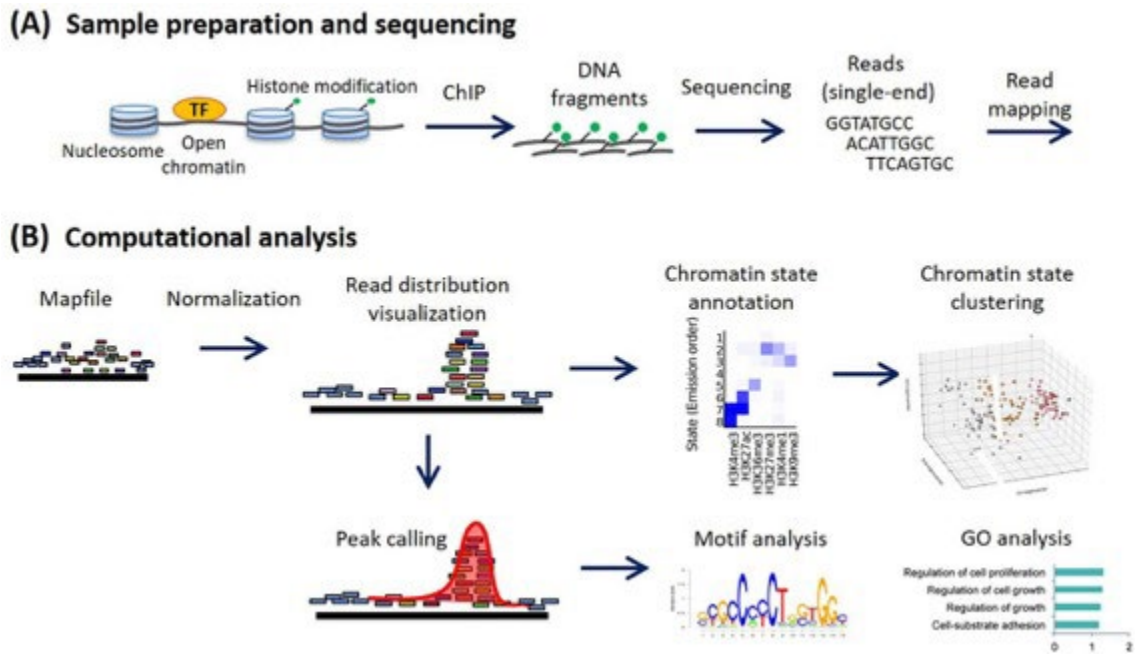 (A) Sample preparation and sequencing
Histone modification
TF
Nucleosome
Open
chromatin
ChIP
DNA
fragments
Sequencing
Reads
(single-end)
GGTATGCC
ACATTGGC
TTCAGTGC
Read
mapping
(B) Computational analysis
Mapfile
Normalization
Read distribution
visualization
Chromatin state
annotation
State (Emission order)
H3K4me3
H3K27ac
H3K36me3
H3K27me3
H3K4me1
H3K9me3
Chromatin state
clustering
Peak calling
Motif analysis
GO analysis
Regulation of cell proliferation
Regulation of cell growth
Regulation of growth
Cell-substrate adhesion
0 1 2